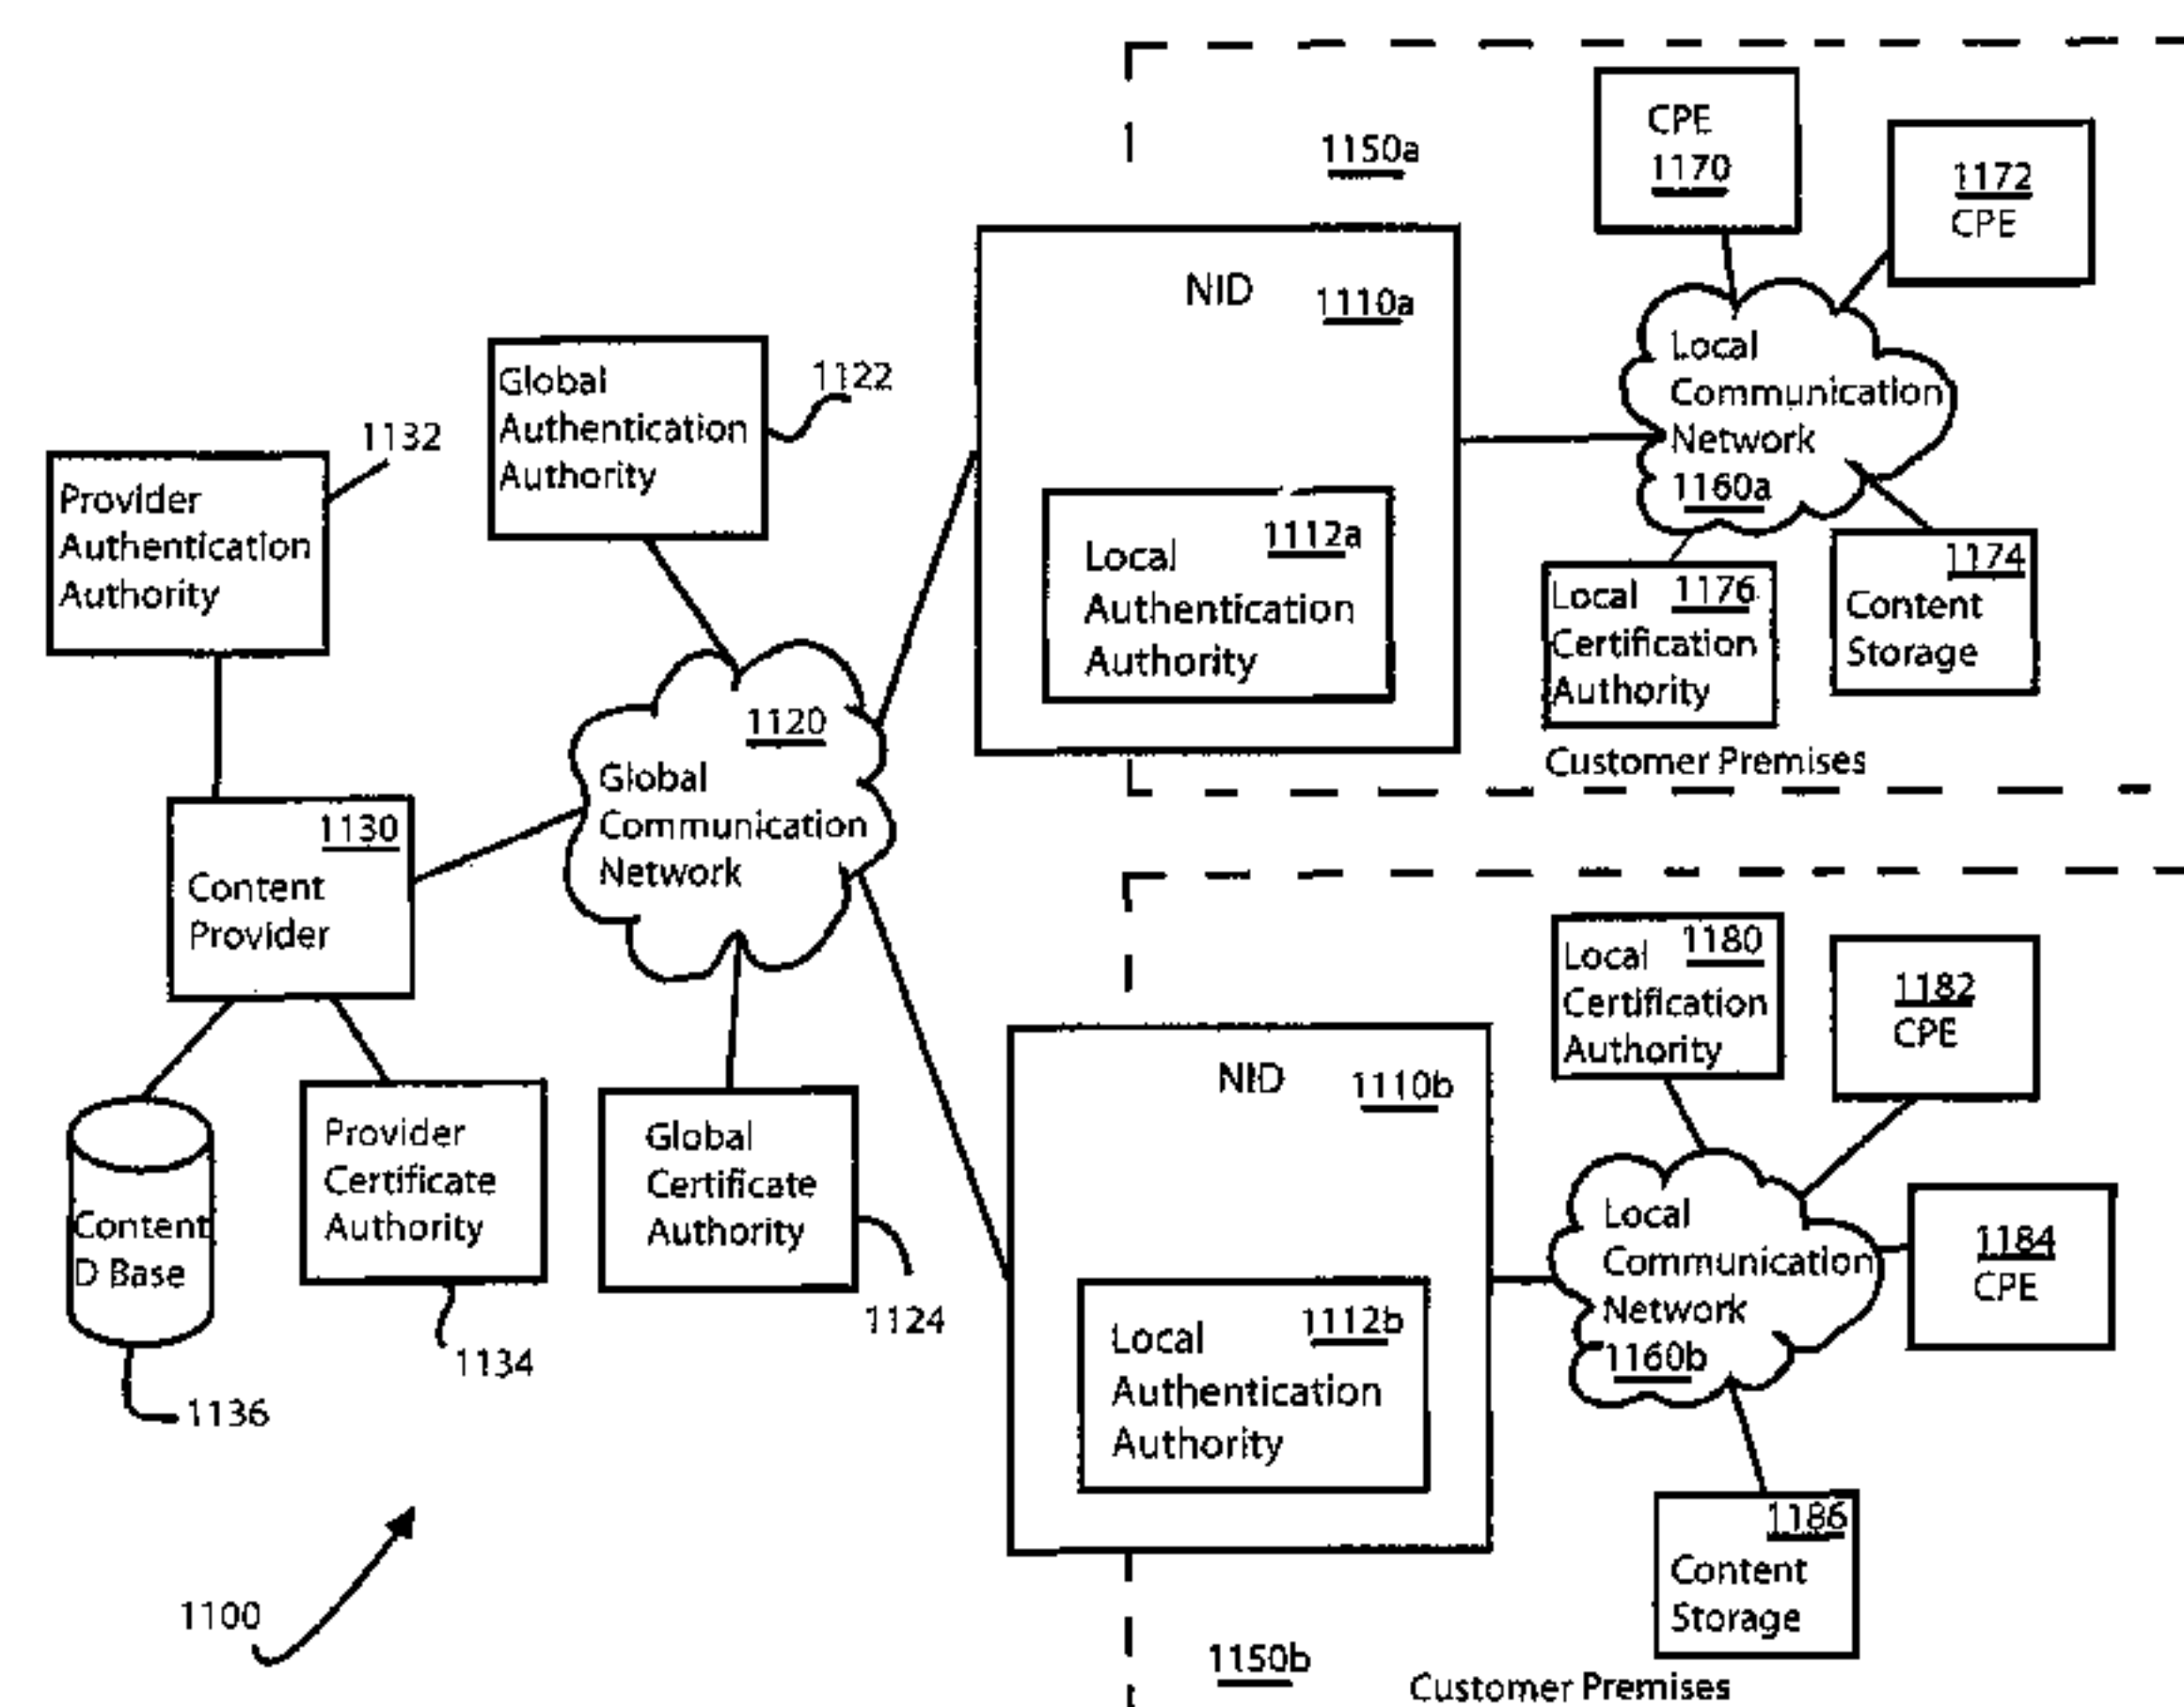 1150a
CPE
1170
1172
CPE
NID
1110a
Local
Communication
Network
1160a
Global
Authentication
Authority
1122
1132
Provider
Authentication
Authority
1112a
Local
Authentication
Authority
1174
Content
Storage
Local 1176
Certification
Authority
Customer Premises
1120
Global
Communication
Network
1130
Content
Provider
Local 1180
Certification
Authority
1182
CPE
NID
1110b
Provider
Certificate
Authority
1134
Global
Certificate
Authority
1124
Content
D Base
1136
Local
Communication
Network
1160b
1184
CPE
1112b
Local
Authentication
Authority
1186
Content
Storage
1100
1150b
Customer Premises